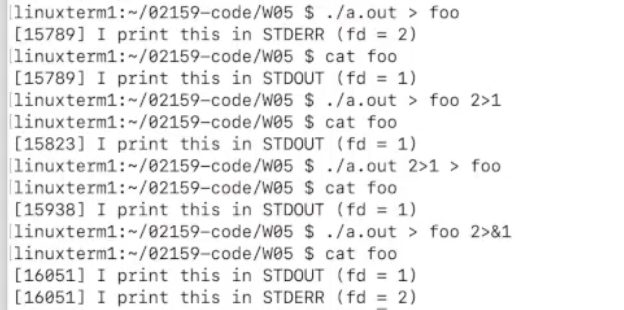 linuxterm1:~/02159-code/W05 $ ./a.out > foo
[15789] I print this in STDERR (fd = 2)
linuxterm1:~/02159-code/W05 $ cat foo
[15789] I print this in STDOUT (fd = 1)
linuxterm1:~/02159-code/W05 $ ./a.out > foo 2>1
linuxterm1:~/02159-code/W05 $ cat foo
[15823] I print this in STDOUT (fd = 1)
linuxterm1:~/02159-code/W05 $ ./a.out 2>1 > foo
linuxterm1:~/02159-code/W05 $ cat foo
[15938] I print this in STDOUT (fd = 1)
linuxterm1:~/02159-code/W05 $ ./a.out > foo 2>&1
linuxterm1:~/02159-code/W05 $ cat foo
[16051] I print this in STDOUT (fd = 1)
[16051] I print this in STDERR (fd = 2)